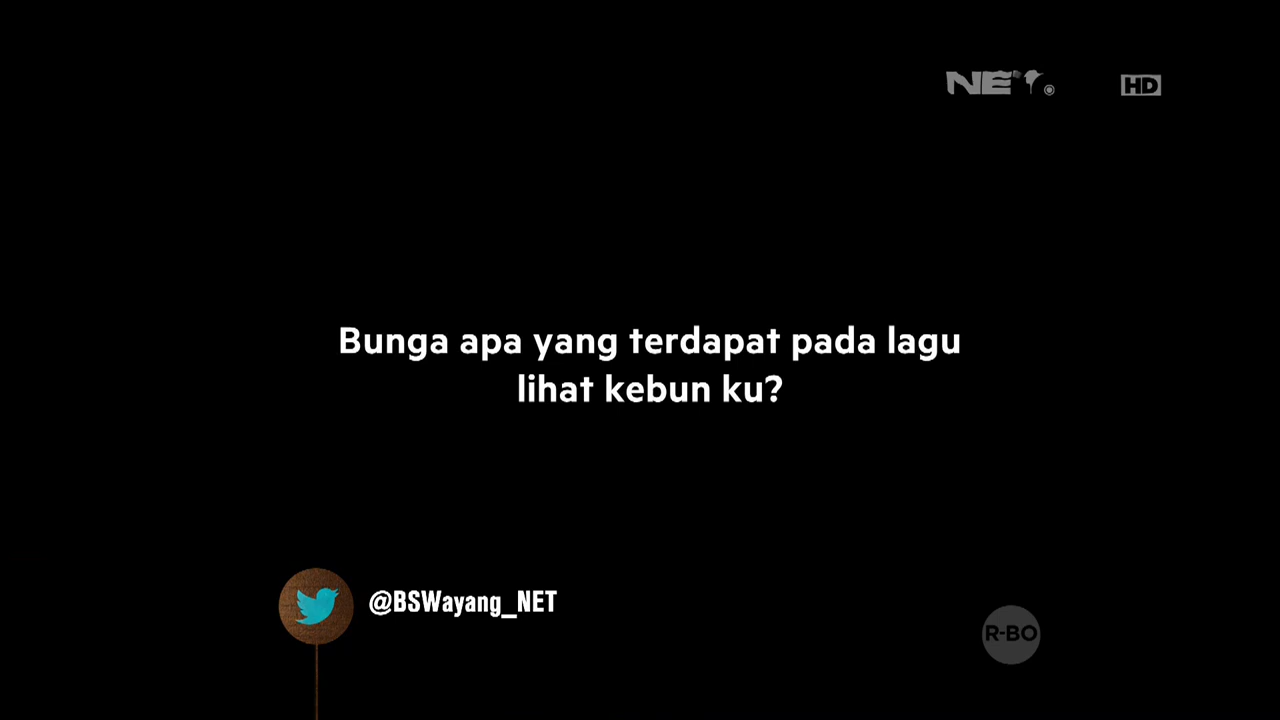 NET.
HD
Bunga apa yang terdapat pada lagu
lihat kebun ku?
@BSWayang_NET
R-BO